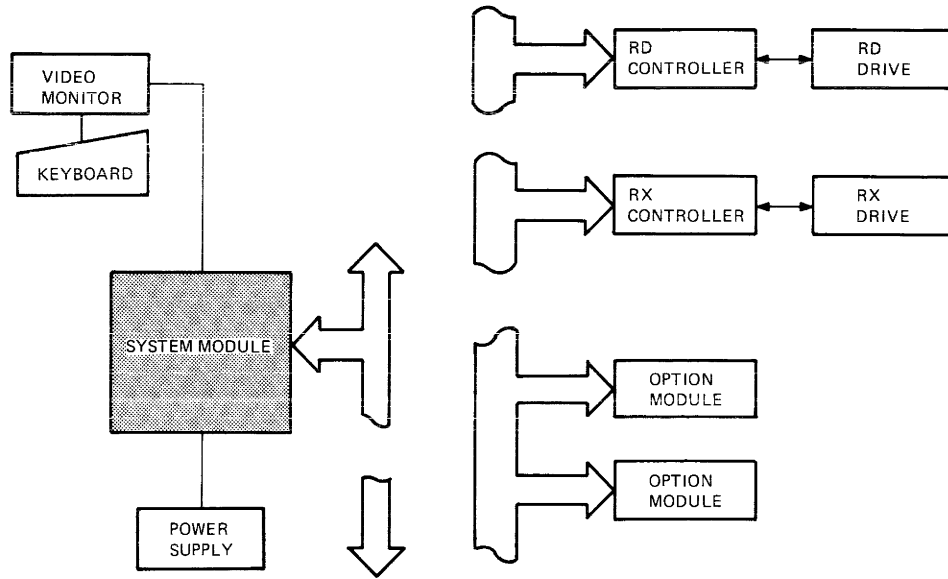 VIDEO
MONITOR
KEYBOARD
SYSTEM MODULE
POWER
SUPPLY
RD
CONTROLLER
RD
DRIVE
RX
CONTROLLER
RX
DRIVE
OPTION
MODULE
OPTION
MODULE